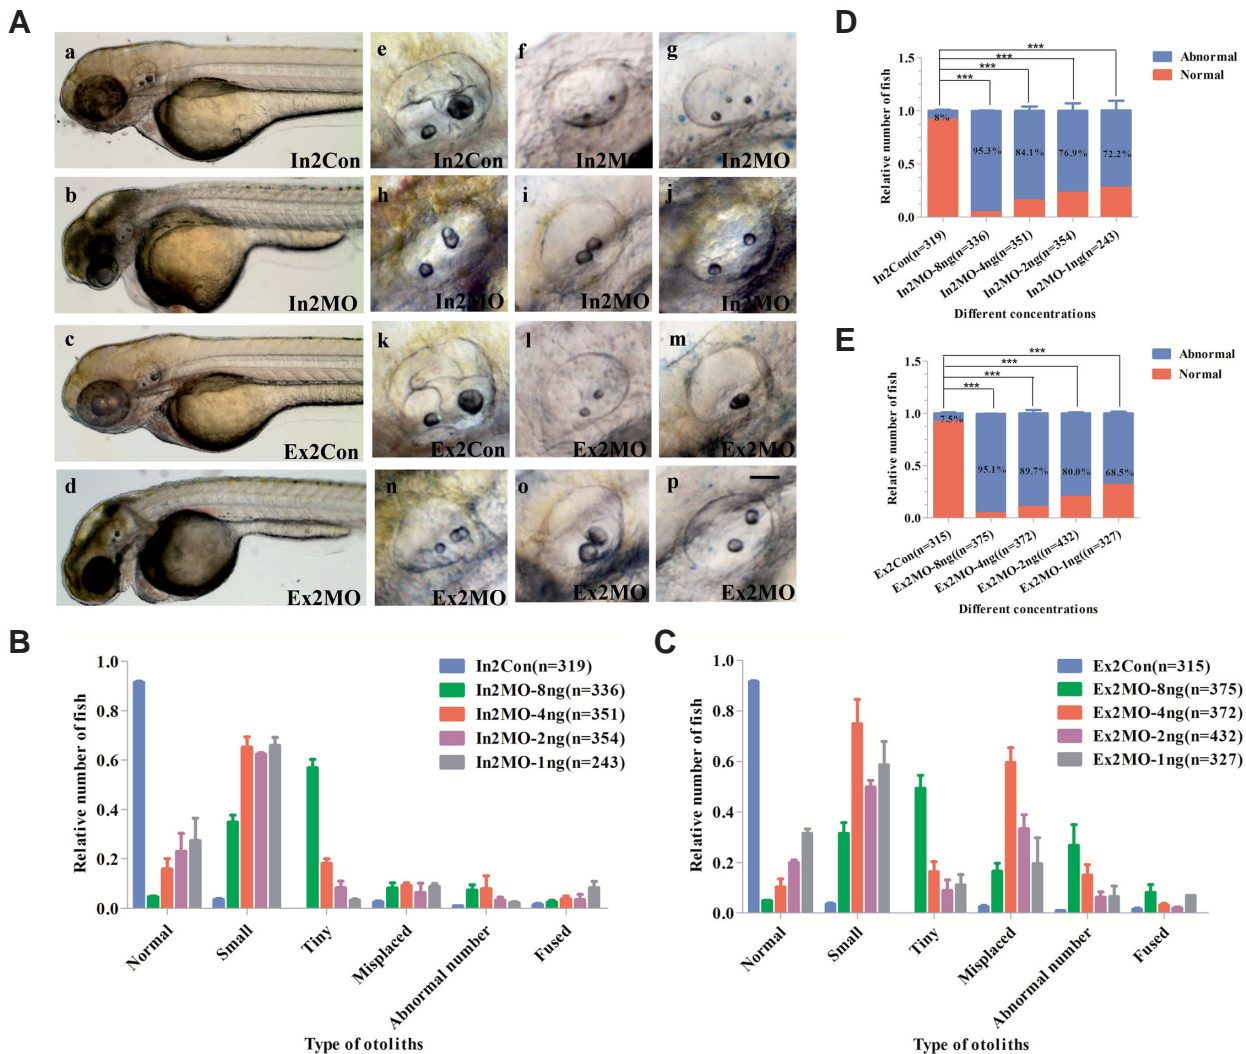 A
a
In2Con
e
In2Con
f
In2MO
g
In2MO
b
In2MO
h
In2MO
i
In2MO
j
In2MO
c
Ex2Con
k
Ex2Con
l
Ex2MO
m
Ex2MO
d
Ex2MO
n
Ex2MO
o
Ex2MO
p
Ex2MO
D
Relative number of fish
1.5
1.0
0.5
0.0
***
***
***
***
8%
95.3%
84.1%
76.9%
72.2%
In2Con(n=319)
In2MO-8ng(n=336)
In2MO-4ng(n=351)
In2MO-2ng(n=354)
In2MO-1ng(n=243)
Different concentrations
Abnormal
Normal
E
Relative number of fish
1.5
1.0
0.5
0.0
***
***
***
***
7.5%
95.1%
89.7%
80.0%
68.5%
Ex2Con(n=315)
Ex2MO-8ng((n=375)
Ex2MO-4ng((n=372)
Ex2MO-2ng((n=432)
Ex2MO-1ng((n=327)
Different concentrations
Abnormal
Normal
B
Relative number of fish
1.0
0.8
0.6
0.4
0.2
0.0
In2Con(n=319)
In2MO-8ng(n=336)
In2MO-4ng(n=351)
In2MO-2ng(n=354)
In2MO-1ng(n=243)
Normal
Small
Tiny
Misplaced
Abnormal number
Fused
Type of otoliths
C
Relative number of fish
1.0
0.8
0.6
0.4
0.2
0.0
Ex2Con(n=315)
Ex2MO-8ng(n=375)
Ex2MO-4ng(n=372)
Ex2MO-2ng(n=432)
Ex2MO-1ng(n=327)
Normal
Small
Tiny
Misplaced
Abnormal number
Fused
Type of otoliths